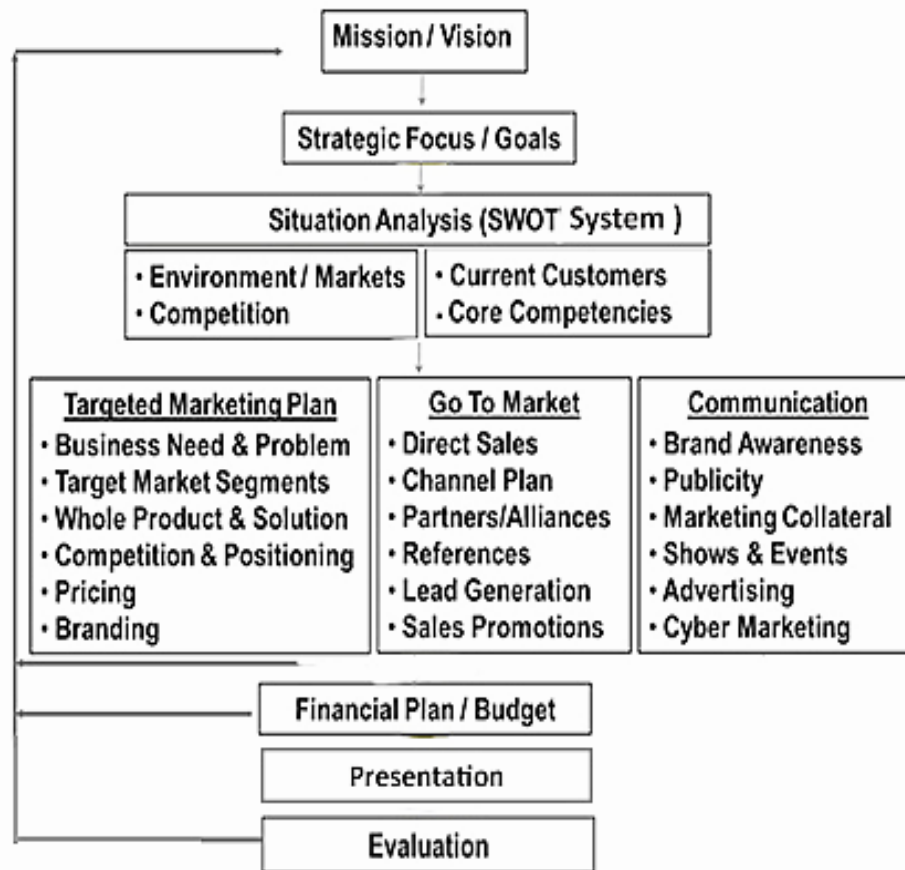 Mission / Vision
Strategic Focus / Goals
Situation Analysis (SWOT System )
• Environment / Markets
• Competition
• Current Customers
• Core Competencies
Targeted Marketing Plan
• Business Need & Problem
• Target Market Segments
• Whole Product & Solution
• Competition & Positioning
• Pricing
• Branding
Go To Market
• Direct Sales
• Channel Plan
• Partners/Alliances
• References
• Lead Generation
• Sales Promotions
Communication
• Brand Awareness
• Publicity
• Marketing Collateral
• Shows & Events
• Advertising
• Cyber Marketing
Financial Plan / Budget
Presentation
Evaluation